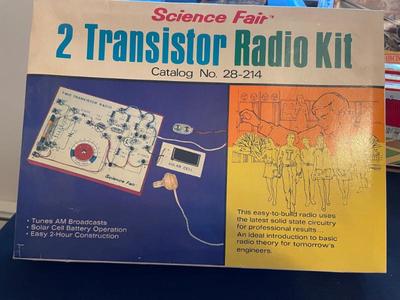 Science Fair™
2 Transistor Radio Kit
Catalog No. 28-214
TWO TRANSISTOR RADIO
SOLAR CELL
Science Fair
• Tunes AM Broadcasts
• Solar Cell Battery Operation
• Easy 2-Hour Construction
This easy-to-build radio uses
the latest solid state circuitry
for professional results...
An ideal introduction to basic
radio theory for tomorrow's
engineers.